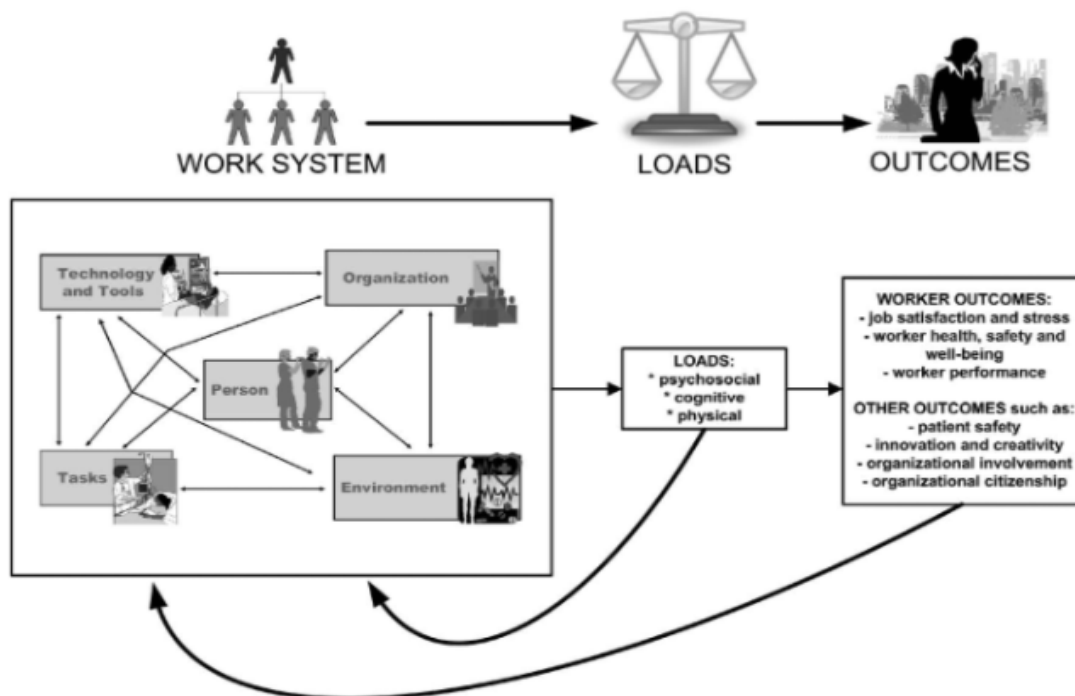 WORK SYSTEM
LOADS
OUTCOMES
Technology
and Tools
Organization
Person
Tasks
Environment
LOADS:
* psychosocial
* cognitive
* physical
WORKER OUTCOMES:
- job satisfaction and stress
- worker health, safety and
well-being
- worker performance
OTHER OUTCOMES such as:
- patient safety
- innovation and creativity
- organizational involvement
- organizational citizenship